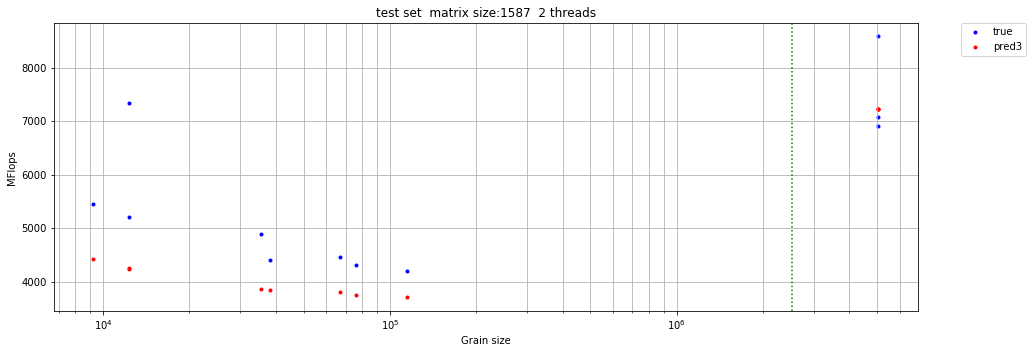 test set matrix size:1587 2 threads
true
pred3
8000
7000
6000
5000
4000
MFlops
10^4
10^5
10^6
Grain size